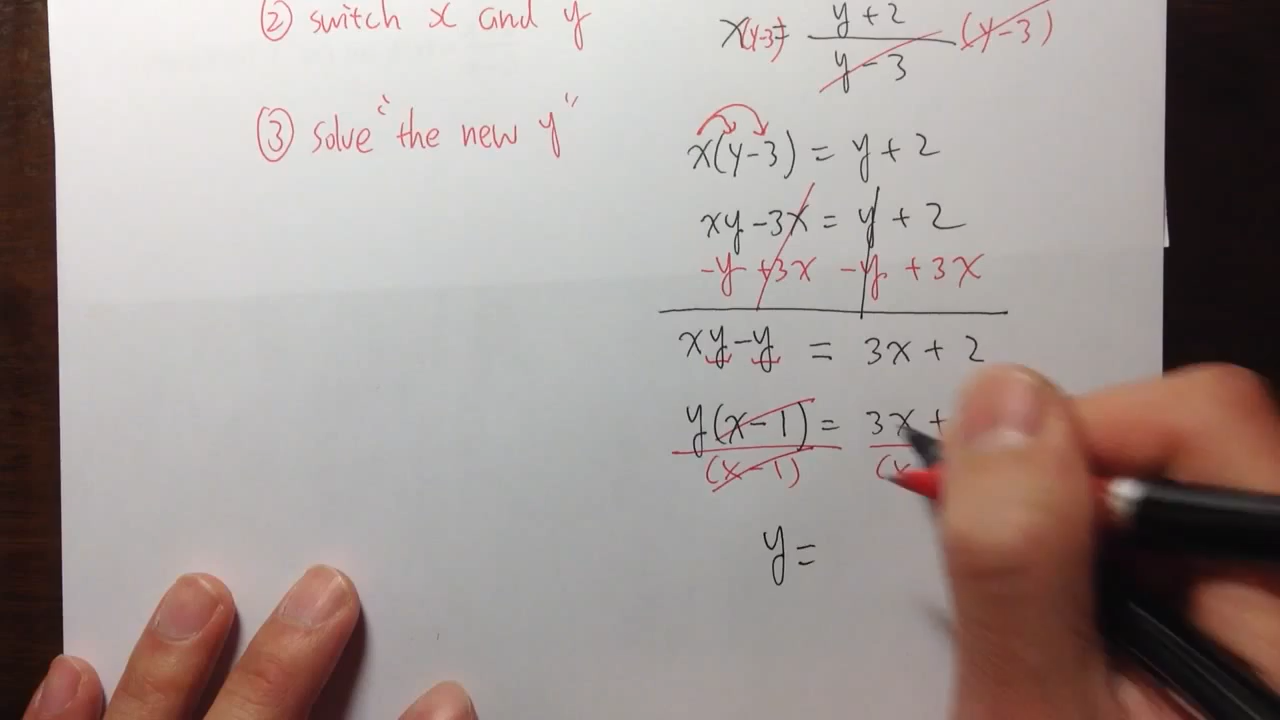 ② switch x and y
③ solve "the new y"
x(y-3)= y+2 / y-3 (y-3)
x(y-3) = y+2
xy-3x = y+2
-y +3x -y +3x
xy-y = 3x+2
y(x-1) = 3x+
(x-1) (x
y=